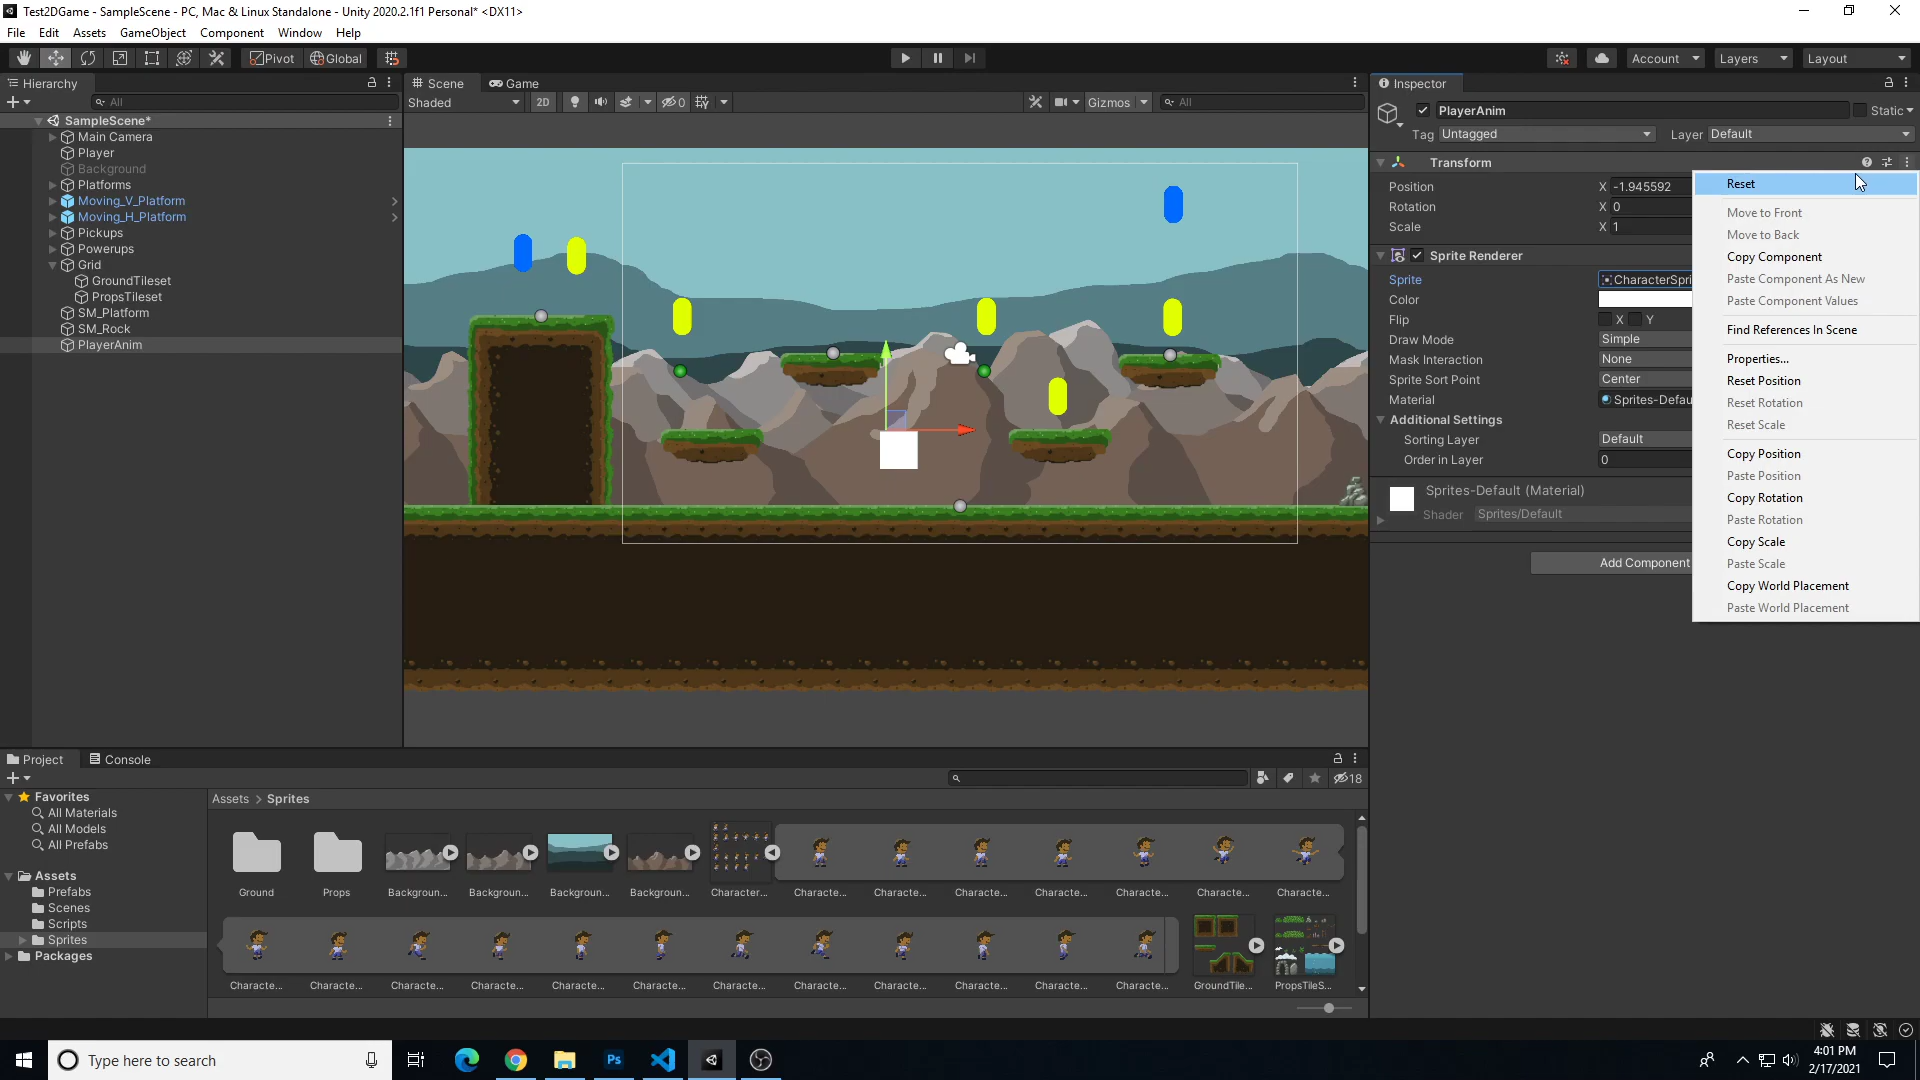 Test2DGame - SampleScene - PC, Mac & Linux Standalone - Unity 2020.2.1f1 Personal* <DX11>
File Edit Assets GameObject Component Window Help
Pivot Global Account Layers Layout
Hierarchy
All
SampleScene*
Main Camera
Player
Background
Platforms
Moving_V_Platform
Moving_H_Platform
Pickups
Powerups
Grid
GroundTileset
PropsTileset
SM_Platform
SM_Rock
PlayerAnim
Scene Game
Shaded 2D 0 Gizmos All
Inspector
PlayerAnim Static
Tag Untagged Layer Default
Transform
Position X -1.945592
Rotation X 0
Scale X 1
Sprite Renderer
Sprite CharacterSpri
Color
Flip X Y
Draw Mode Simple
Mask Interaction None
Sprite Sort Point Center
Material Sprites-Defau
Additional Settings
Sorting Layer Default
Order in Layer 0
Sprites-Default (Material)
Shader Sprites/Default
Add Component
Reset
Move to Front
Move to Back
Copy Component
Paste Component As New
Paste Component Values
Find References In Scene
Properties...
Reset Position
Reset Rotation
Reset Scale
Copy Position
Paste Position
Copy Rotation
Paste Rotation
Copy Scale
Paste Scale
Copy World Placement
Paste World Placement
Project Console
18
Favorites
All Materials
All Models
All Prefabs
Assets
Prefabs
Scenes
Scripts
Sprites
Packages
Assets > Sprites
Ground Props Backgroun... Backgroun... Backgroun... Backgroun... Character... Characte... Characte... Characte... Characte... Characte... Characte... Characte...
Characte... Characte... Characte... Characte... Characte... Characte... Characte... Characte... Characte... Characte... Characte... Characte... GroundTile... PropsTileS...
Type here to search
Ps
4:01 PM
2/17/2021